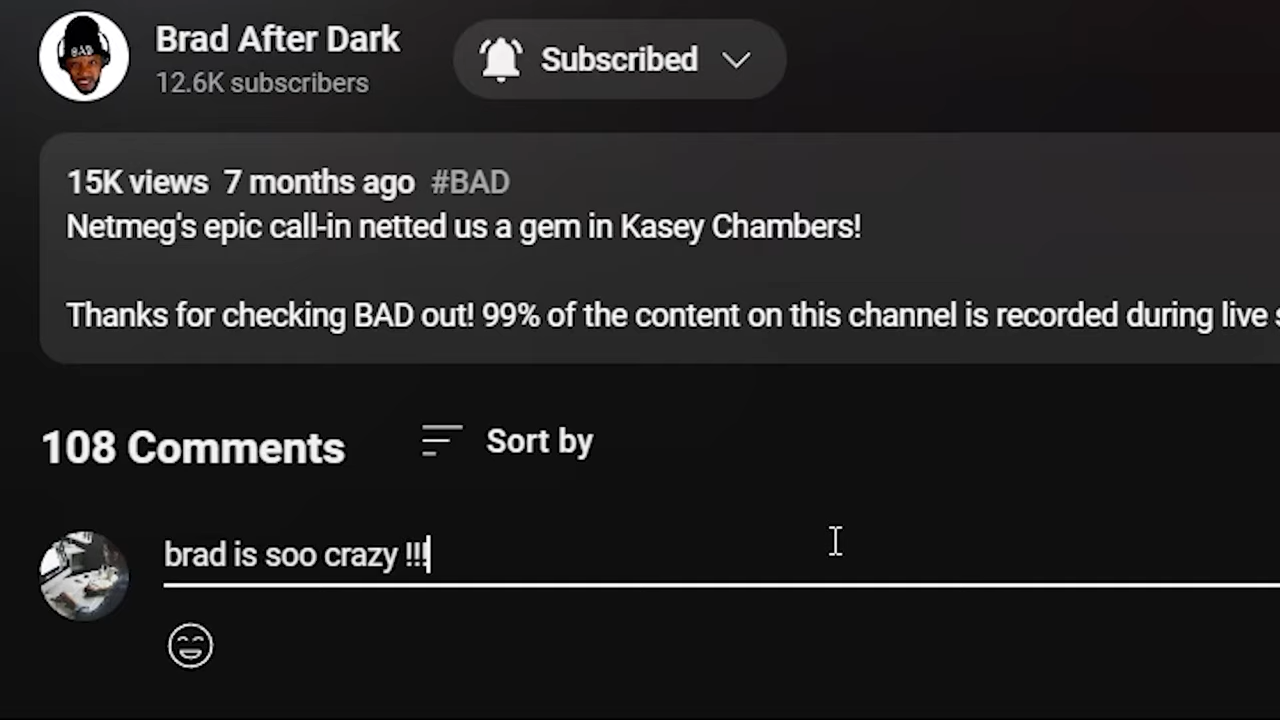 BAD
Brad After Dark
12.6K subscribers
Subscribed
15K views 7 months ago #BAD
Netmeg's epic call-in netted us a gem in Kasey Chambers!
Thanks for checking BAD out! 99% of the content on this channel is recorded during live
108 Comments
Sort by
brad is soo crazy !!!